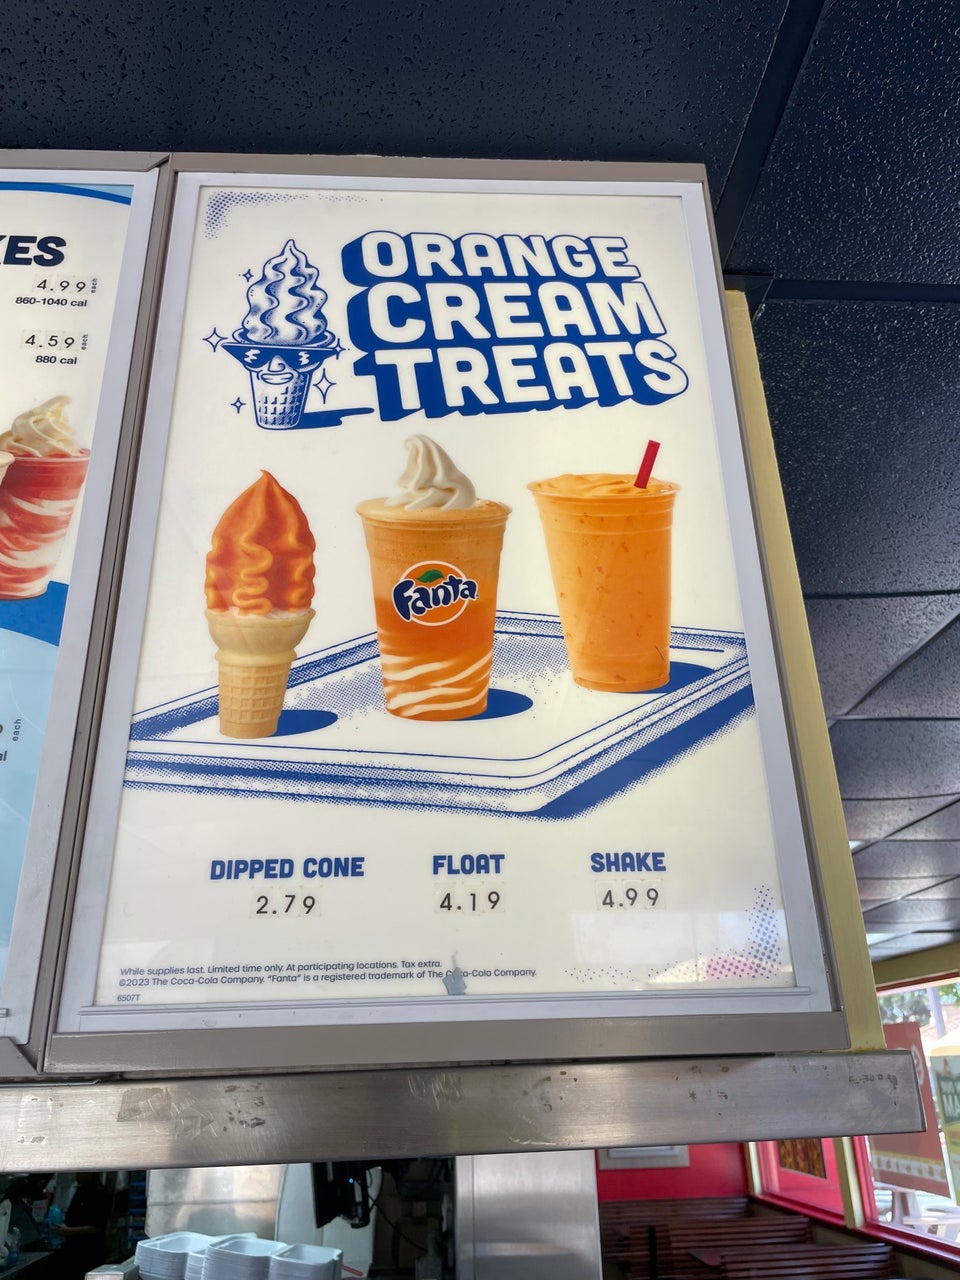 KES
4.99 each
860-1040 cal
4.59 each
880 cal
each
ORANGE
CREAM
TREATS
Fanta
DIPPED CONE
2.79
FLOAT
4.19
SHAKE
4.99
While supplies last. Limited time only. At participating locations. Tax extra.
©2023 The Coca-Cola Company. “Fanta” is a registered trademark of The Coca-Cola Company.
6507T